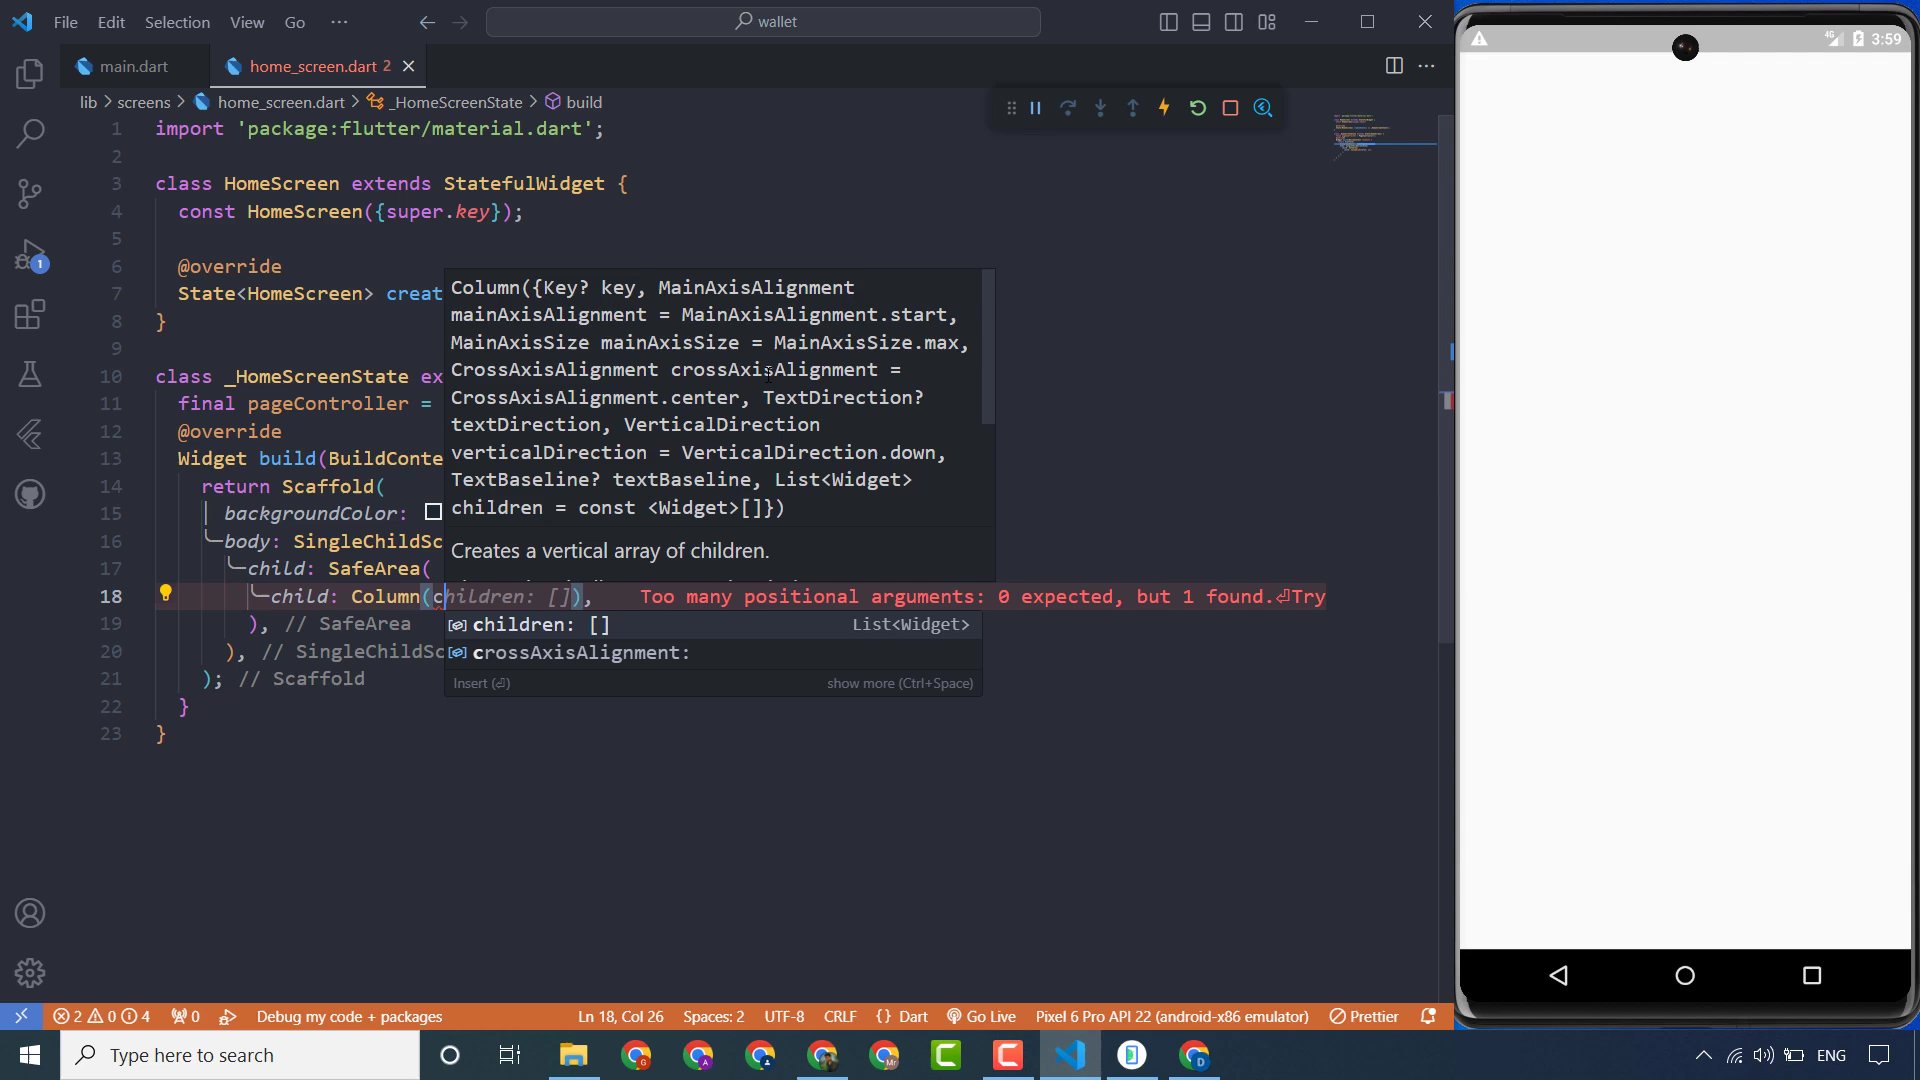 File Edit Selection View Go ··· wallet
main.dart home_screen.dart 2
lib > screens > home_screen.dart > _HomeScreenState > build
1 import 'package:flutter/material.dart';
2
3 class HomeScreen extends StatefulWidget {
4 const HomeScreen({super.key});
5
6 @override
7 State<HomeScreen> creat
8 }
9
10 class _HomeScreenState ex
11 final pageController =
12 @override
13 Widget build(BuildConte
14 return Scaffold(
15 backgroundColor:
16 body: SingleChildSc
17 child: SafeArea(
18 child: Column(children: []), Too many positional arguments: 0 expected, but 1 found.⏎Try
19 ), // SafeArea
20 ), // SingleChildSc
21 ); // Scaffold
22 }
23 }
Column({Key? key, MainAxisAlignment
mainAxisAlignment = MainAxisAlignment.start,
MainAxisSize mainAxisSize = MainAxisSize.max,
CrossAxisAlignment crossAxisAlignment =
CrossAxisAlignment.center, TextDirection?
textDirection, VerticalDirection
verticalDirection = VerticalDirection.down,
TextBaseline? textBaseline, List<Widget>
children = const <Widget>[]})
Creates a vertical array of children.
children: [] List<Widget>
crossAxisAlignment:
Insert (⏎) show more (Ctrl+Space)
1
4G 3:59
2 0 4 0 Debug my code + packages Ln 18, Col 26 Spaces: 2 UTF-8 CRLF {} Dart Go Live Pixel 6 Pro API 22 (android-x86 emulator) Prettier
Type here to search ENG